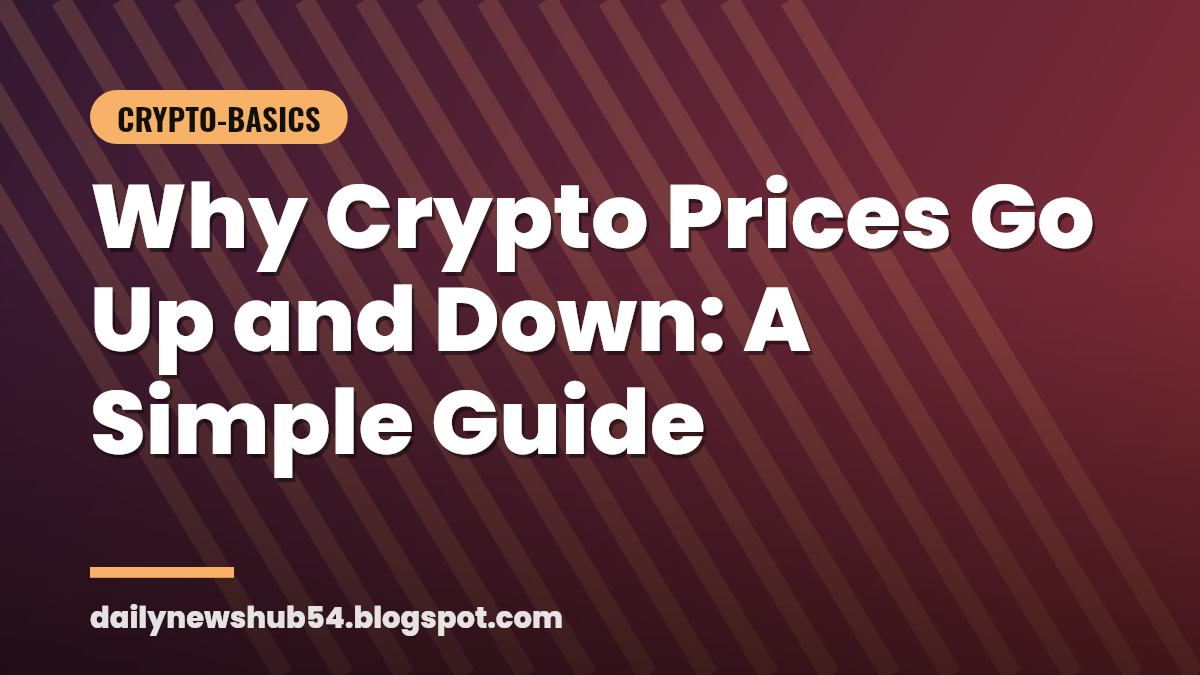 CRYPTO-BASICS
Why Crypto Prices Go
Up and Down: A
Simple Guide
dailynewshub54.blogspot.com